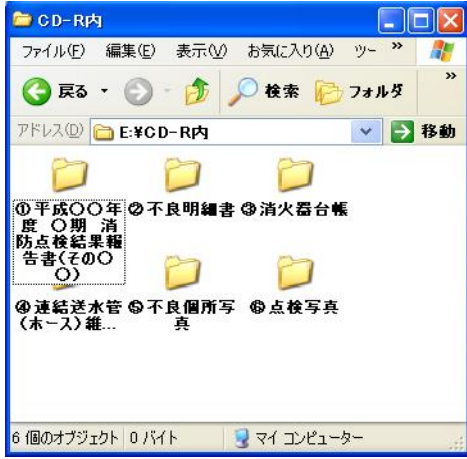 CD-R内
ファイル(F) 編集(E) 表示(V) お気に入り(A) ツー »
戻る 検索 フォルダ »
アドレス(D) E:¥CD-R内 移動
①平成〇〇年
度 〇期 消
防点検結果報
告書(その〇
〇)
②不良明細書
③消火器台帳
④連結送水管
(ホース)維...
⑤不良個所写
真
⑥点検写真
6 個のオブジェクト 0 バイト マイ コンピューター